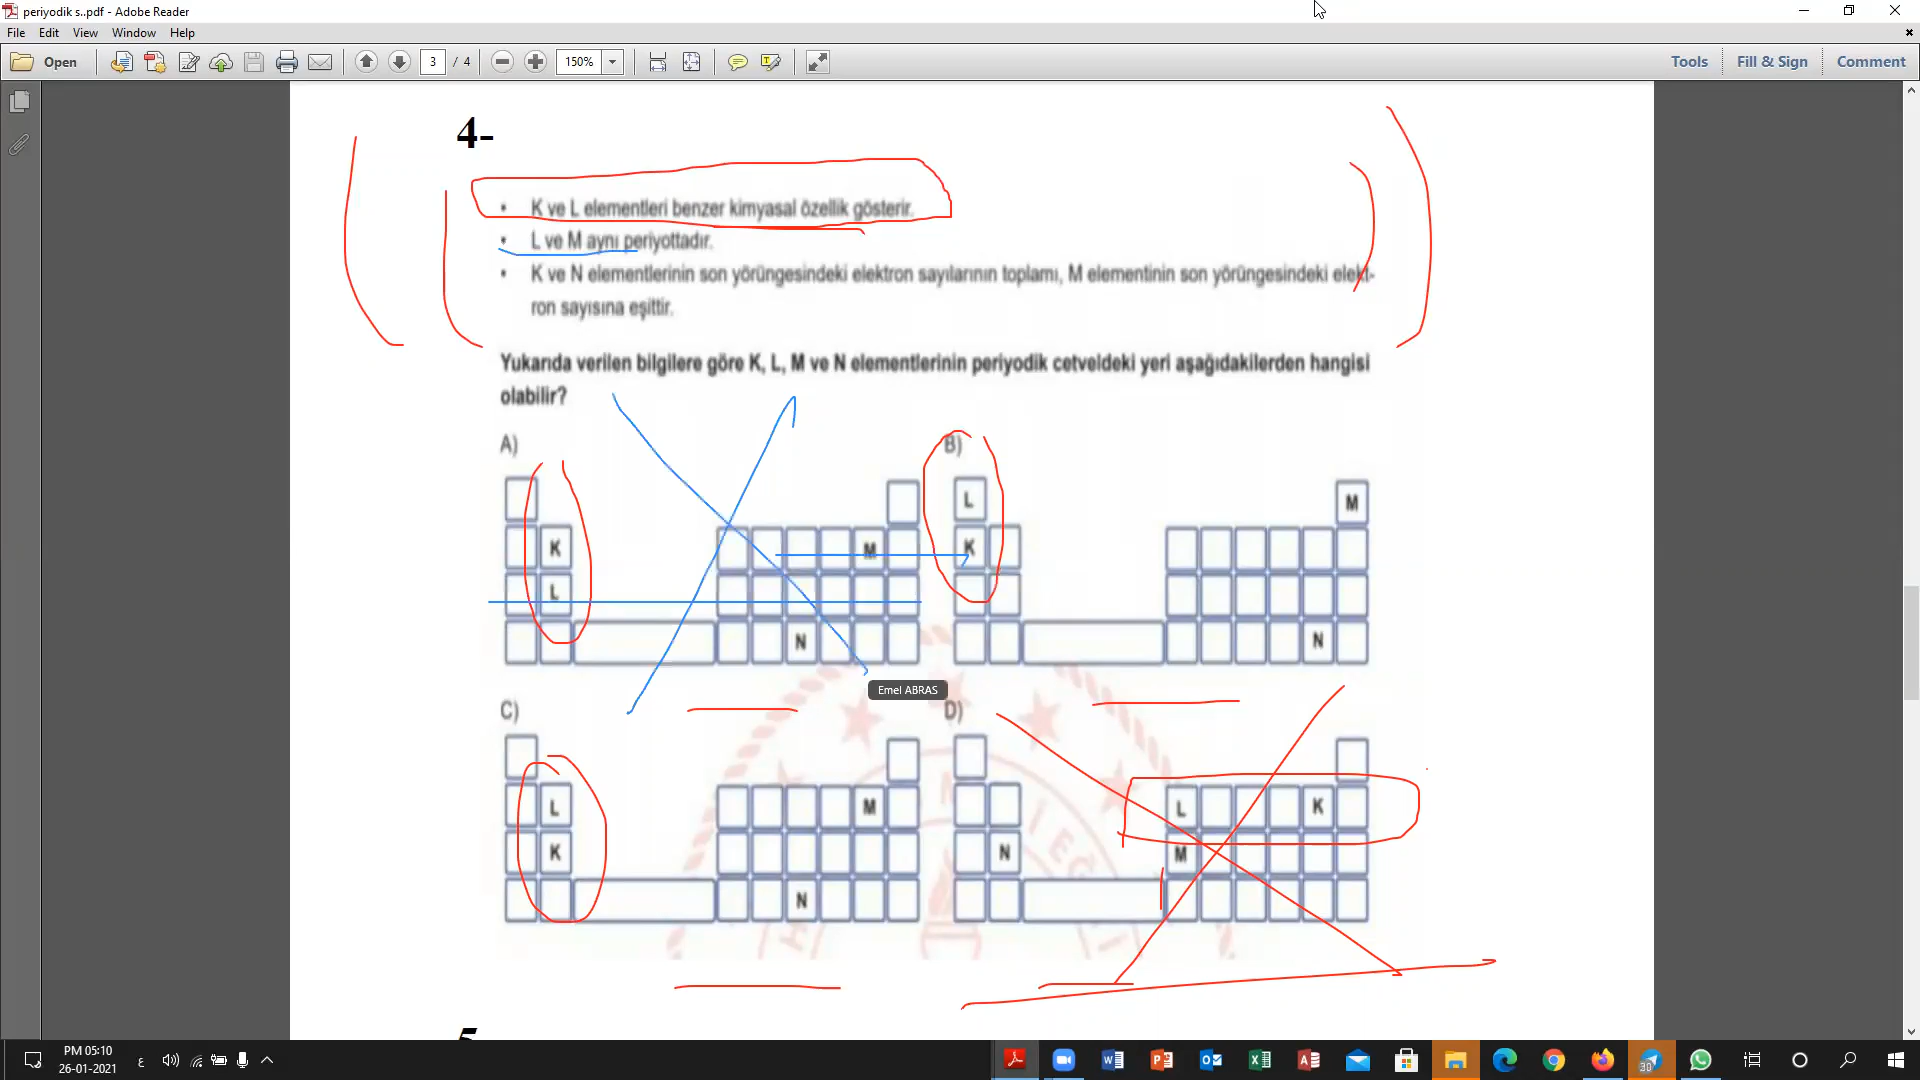 periyodik s..pdf - Adobe Reader
File Edit View Window Help
Open
3 / 4
150%
Tools Fill & Sign Comment
4-
• K ve L elementleri benzer kimyasal özellik gösterir.
• L ve M aynı periyottadır.
• K ve N elementlerinin son yörüngesindeki elektron sayılarının toplamı, M elementinin son yörüngesindeki elekt-
ron sayısına eşittir.
Yukarıda verilen bilgilere göre K, L, M ve N elementlerinin periyodik cetveldeki yeri aşağıdakilerden hangisi
olabilir?
A)
K M
L
N
B)
L M
K
N
Emel ABRAS
C)
L M
K
N
D)
L K
N M
PM 05:10
26-01-2021
ع
30